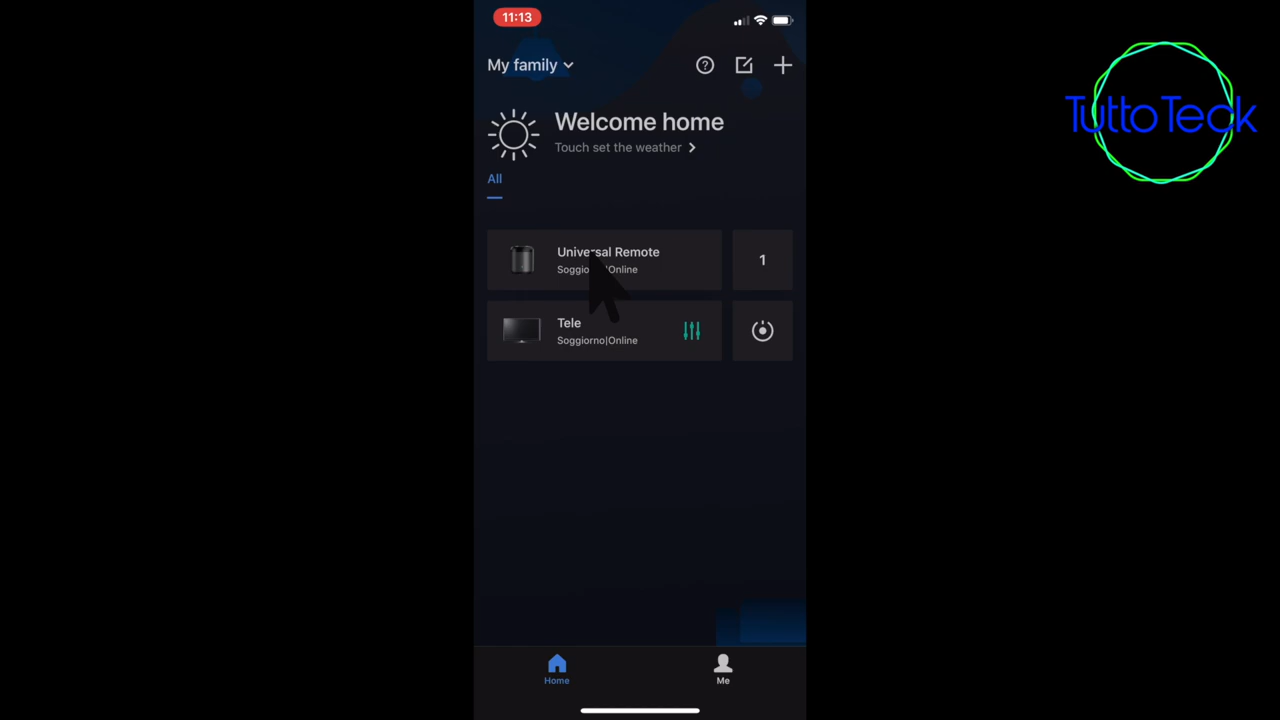 11:13
My family
Welcome home
Touch set the weather
All
Universal Remote
Online
1
Tele
Soggiorno|Online
Home
Me
TuttoTeck